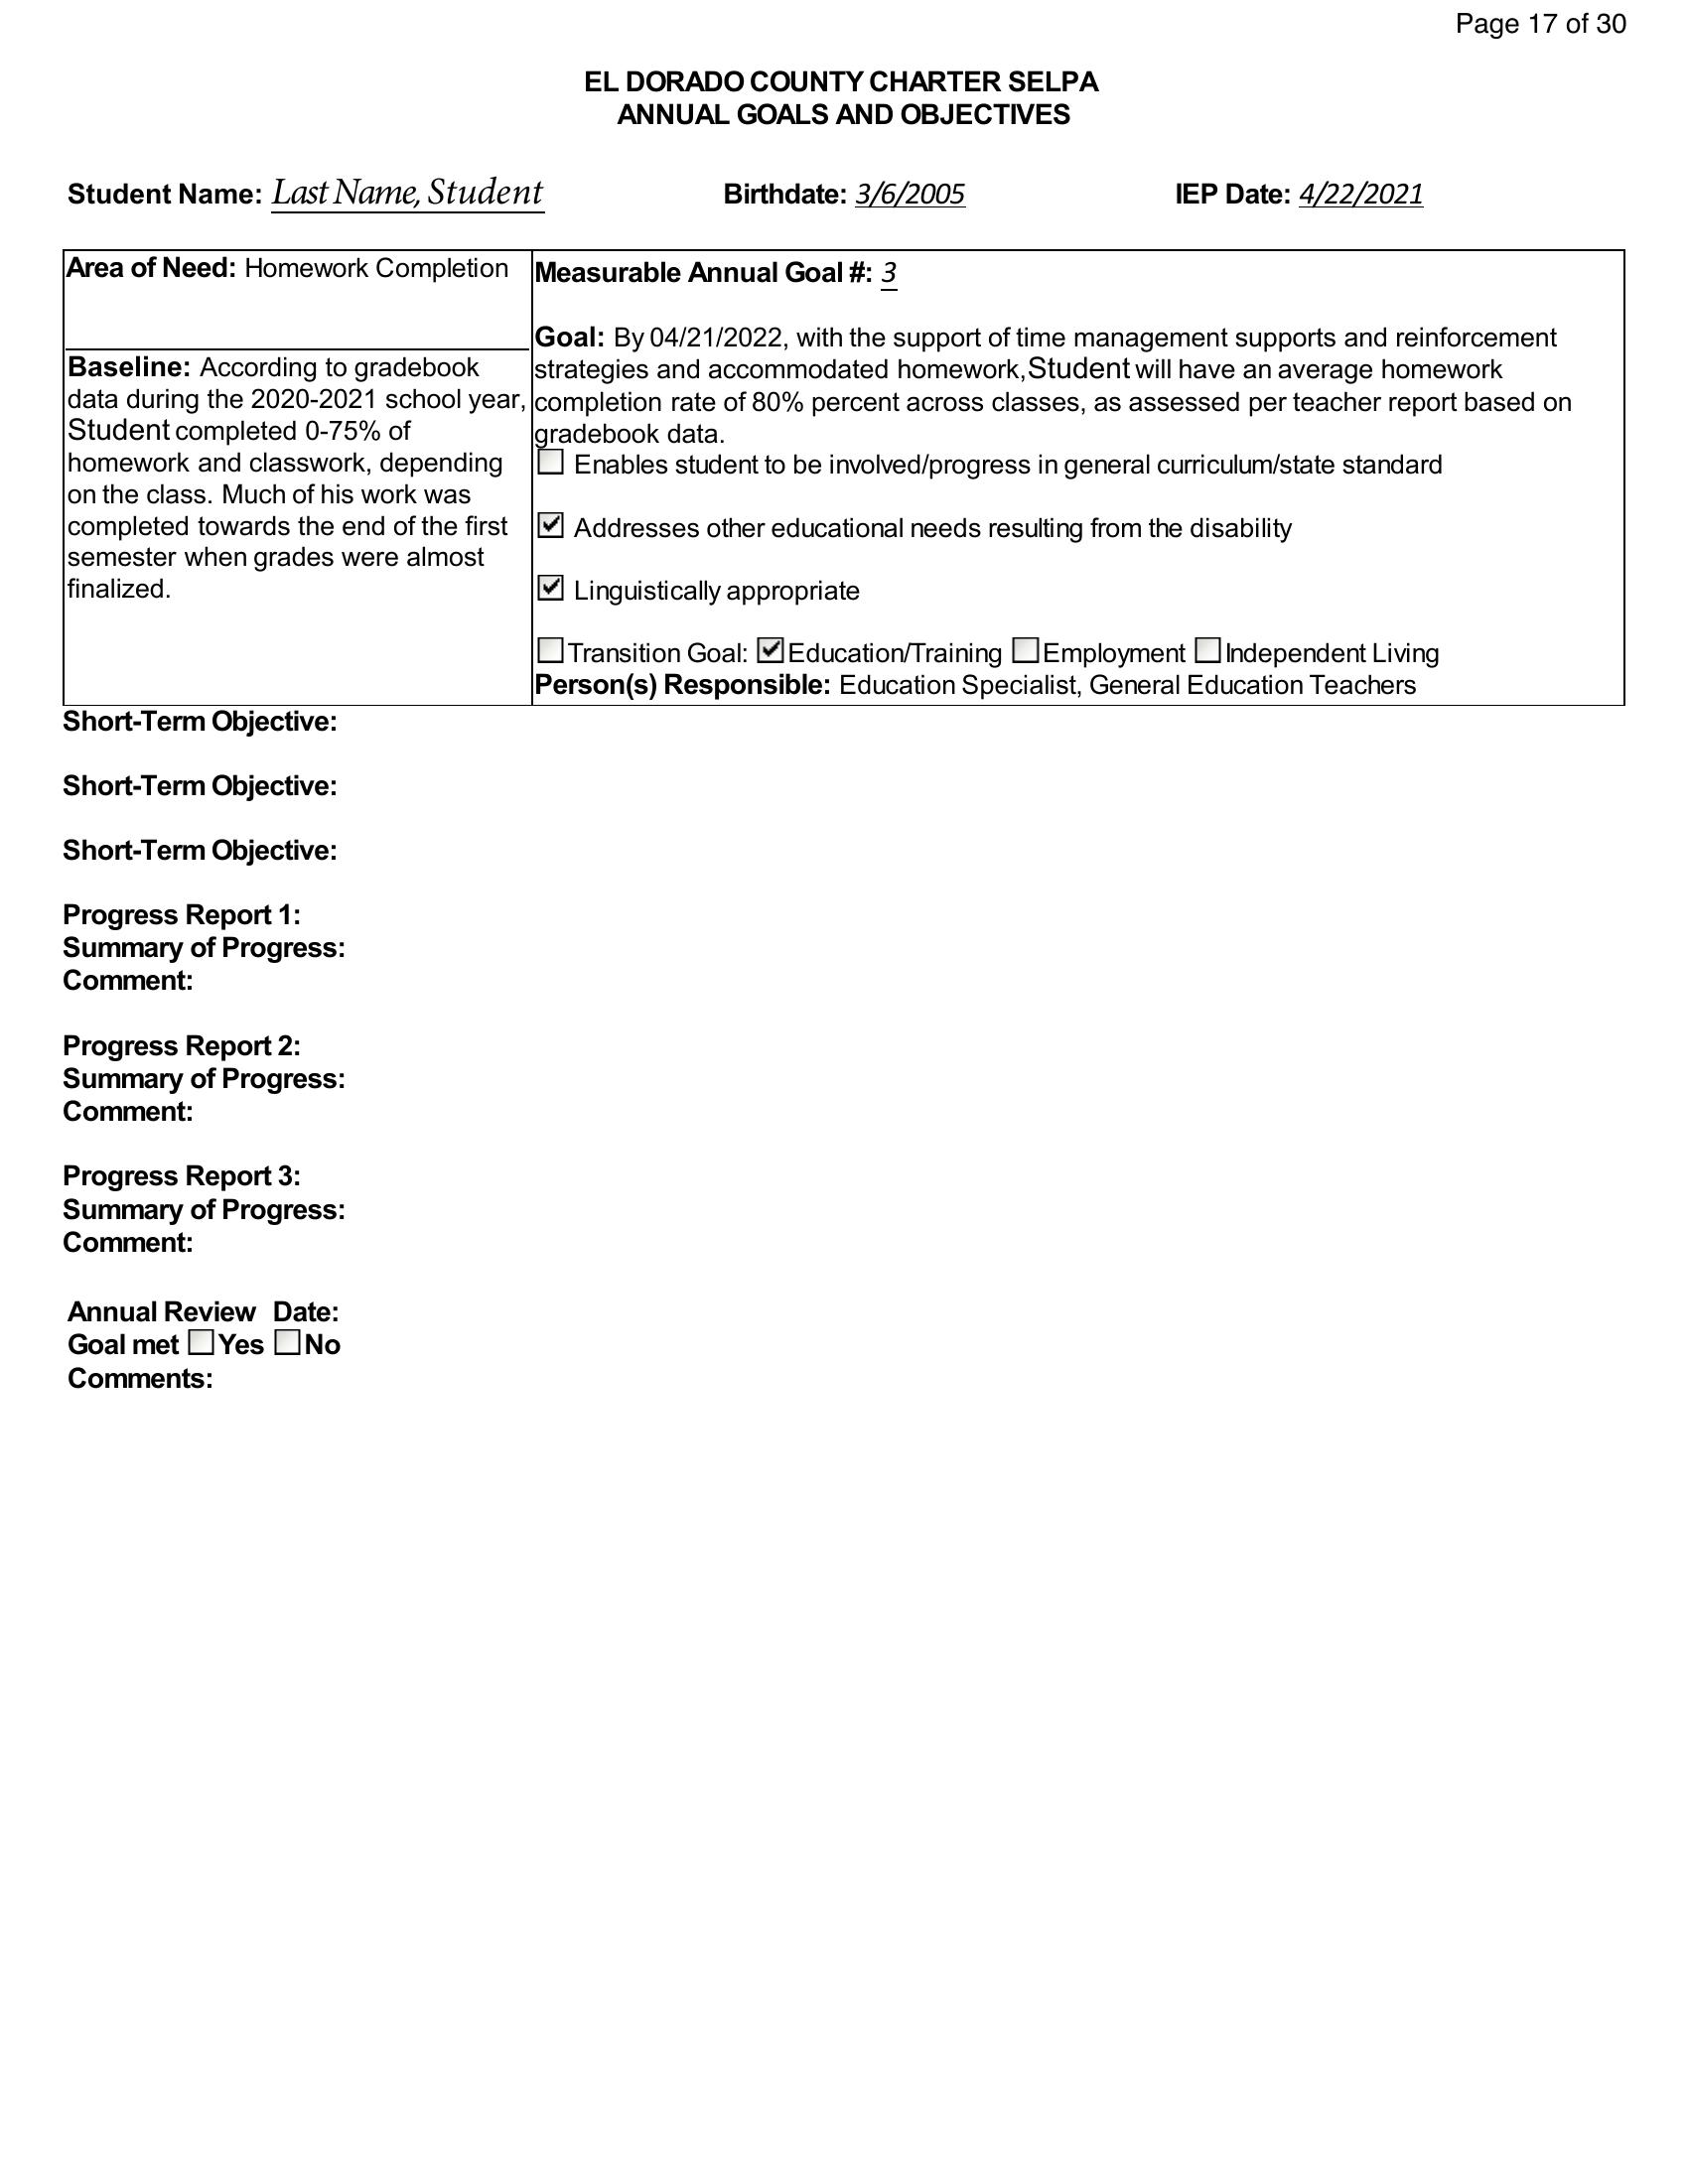 Page 17 of 30
EL DORADO COUNTY CHARTER SELPA
ANNUAL GOALS AND OBJECTIVES
Student Name: Last Name, Student Birthdate: 3/6/2005 IEP Date: 4/22/2021
Area of Need: Homework Completion
Baseline: According to gradebook
data during the 2020-2021 school year,
Student completed 0-75% of
homework and classwork, depending
on the class. Much of his work was
completed towards the end of the first
semester when grades were almost
finalized.
Measurable Annual Goal #: 3
Goal: By 04/21/2022, with the support of time management supports and reinforcement
strategies and accommodated homework, Student will have an average homework
completion rate of 80% percent across classes, as assessed per teacher report based on
gradebook data.
Enables student to be involved/progress in general curriculum/state standard
Addresses other educational needs resulting from the disability
Linguistically appropriate
Transition Goal: Education/Training Employment Independent Living
Person(s) Responsible: Education Specialist, General Education Teachers
Short-Term Objective:
Short-Term Objective:
Short-Term Objective:
Progress Report 1:
Summary of Progress:
Comment:
Progress Report 2:
Summary of Progress:
Comment:
Progress Report 3:
Summary of Progress:
Comment:
Annual Review Date:
Goal met Yes No
Comments: